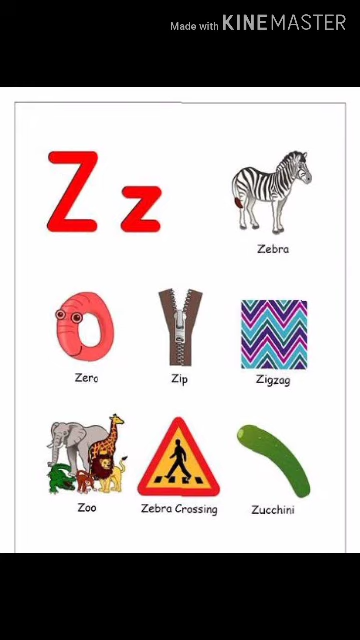 Made with KINEMASTER
Z z
Zebra
Zero
Zip
Zigzag
Zoo
Zebra Crossing
Zucchini